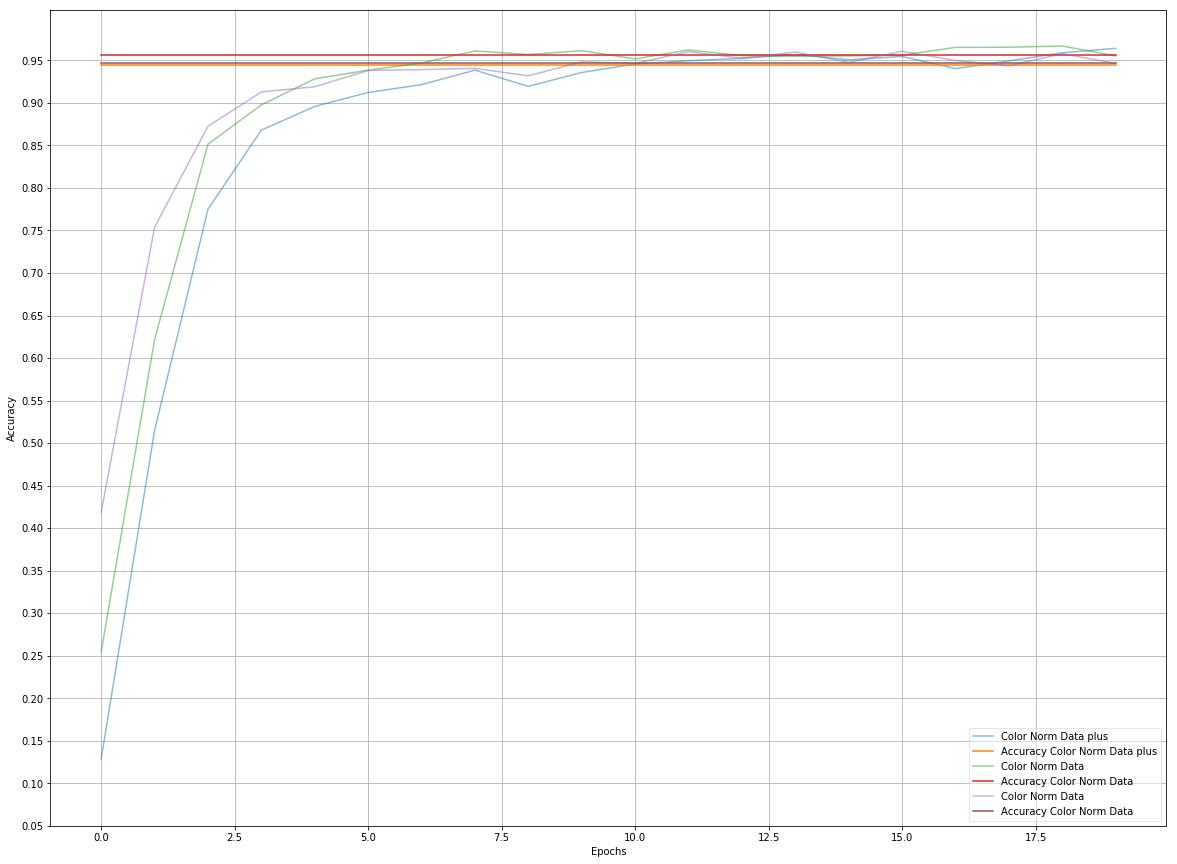 0.95
0.90
0.85
0.80
0.75
0.70
0.65
0.60
0.55
0.50
0.45
0.40
0.35
0.30
0.25
0.20
0.15
0.10
0.05
Accuracy
0.0 2.5 5.0 7.5 10.0 12.5 15.0 17.5
Epochs
Color Norm Data plus
Accuracy Color Norm Data plus
Color Norm Data
Accuracy Color Norm Data
Color Norm Data
Accuracy Color Norm Data